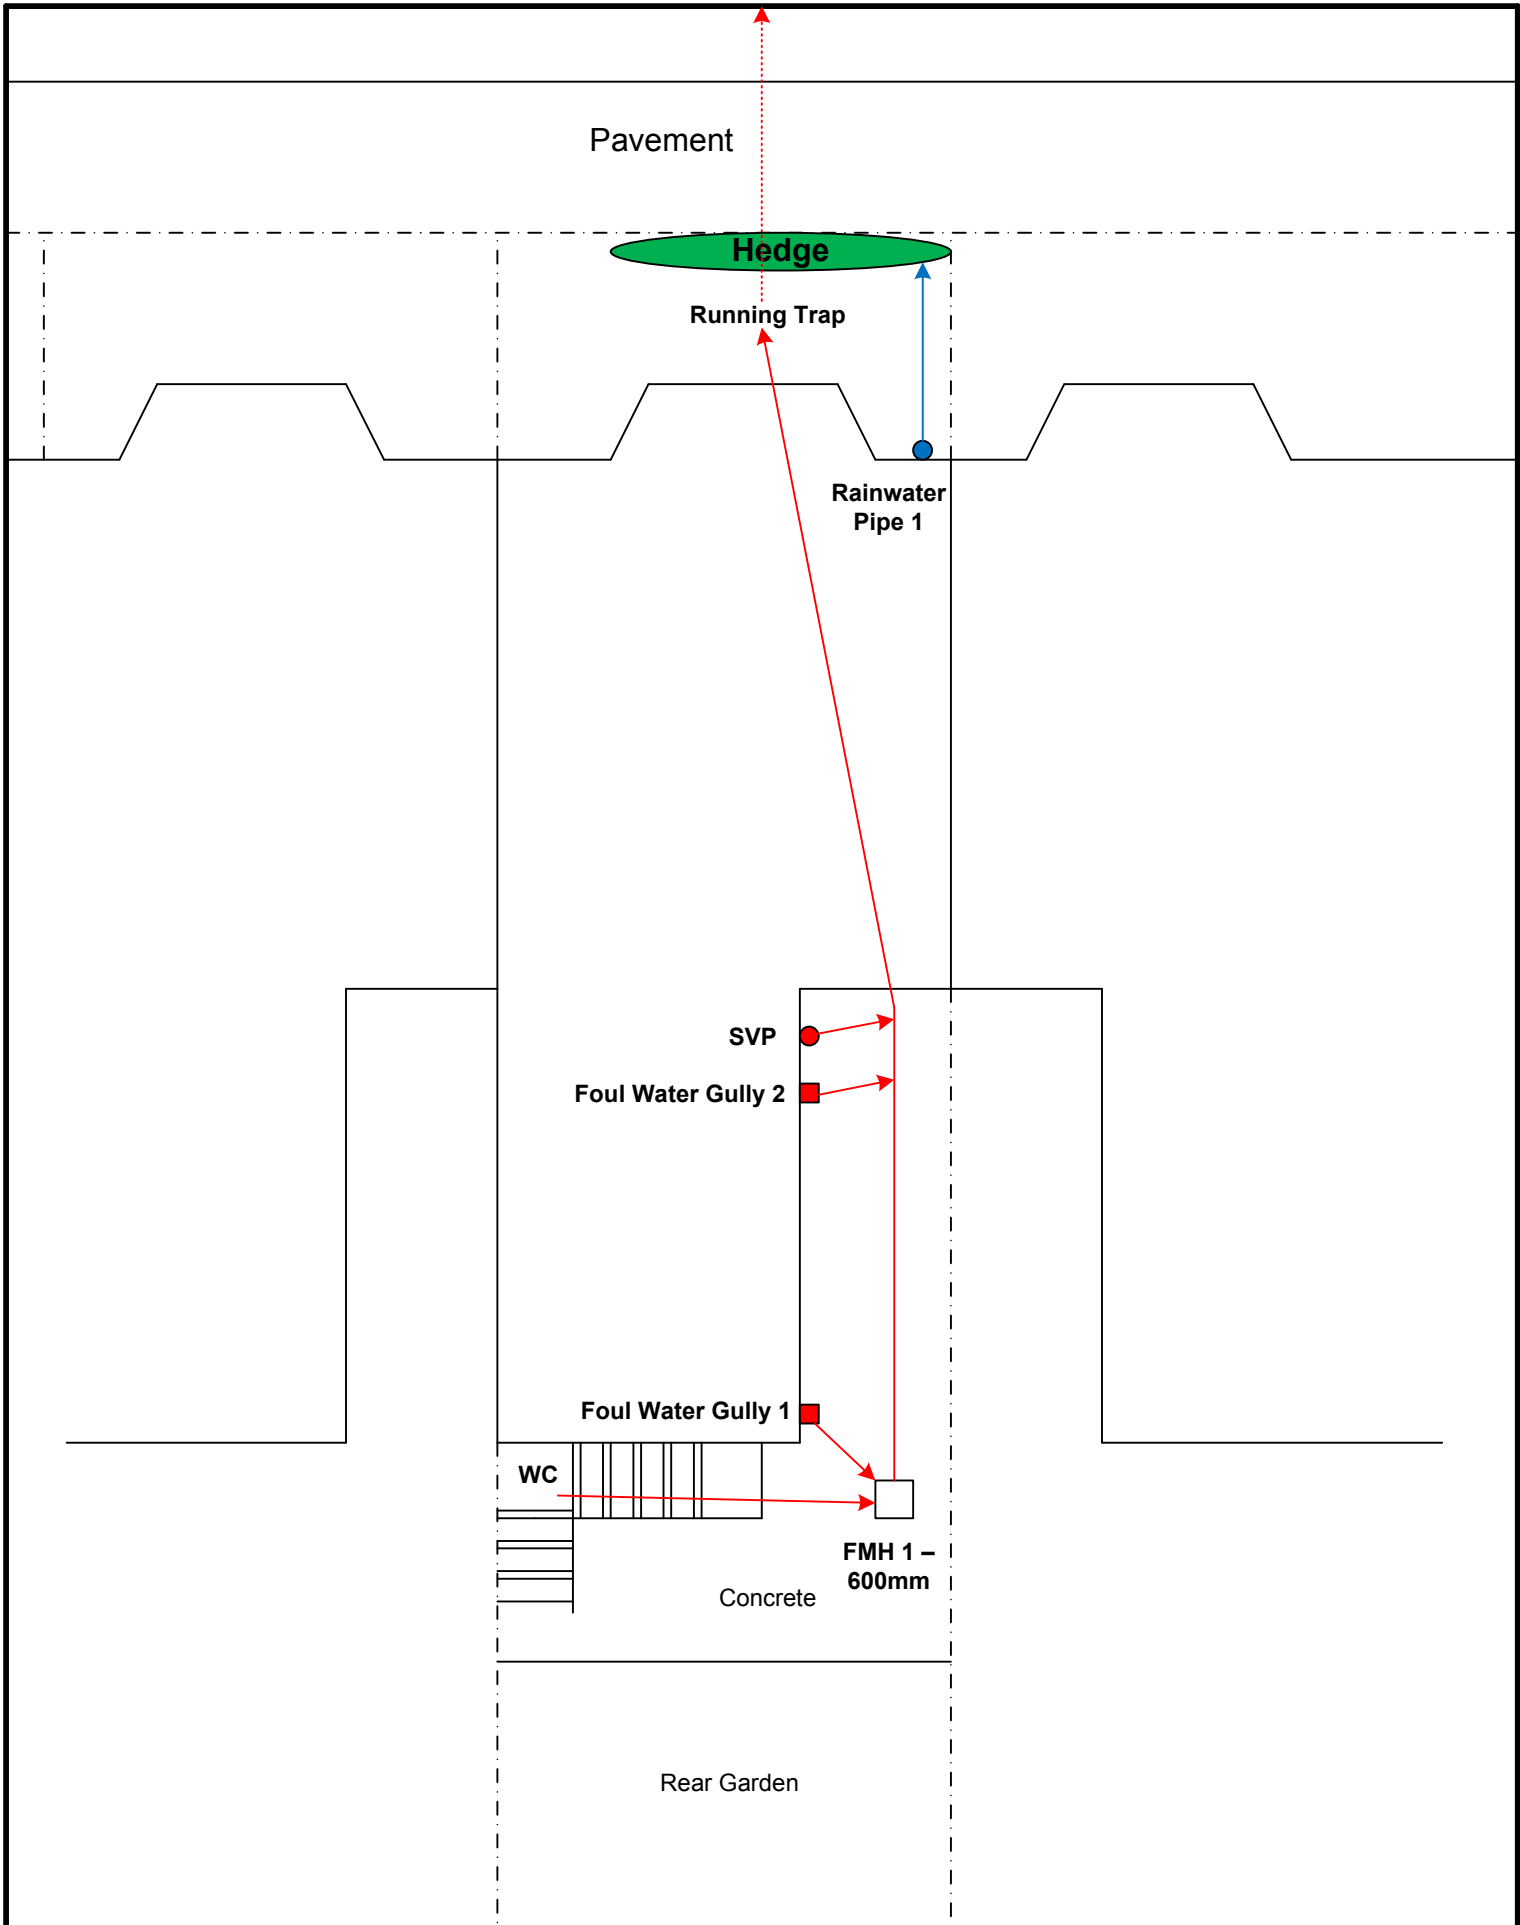 Pavement
Hedge
Running Trap
Rainwater
Pipe 1
SVP
Foul Water Gully 2
Foul Water Gully 1
WC
FMH 1 –
600mm
Concrete
Rear Garden